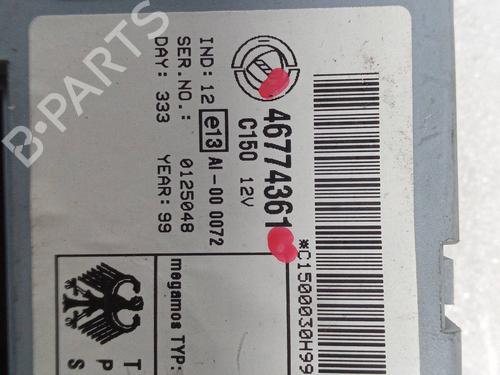 B-PARTS
46774361
C150 12V
IND: 12 e13 A1-00 0072
SER.NO.: 0125048
DAY: 333 YEAR: 99
*C1500030H99
megamos TYP:
T
P
S